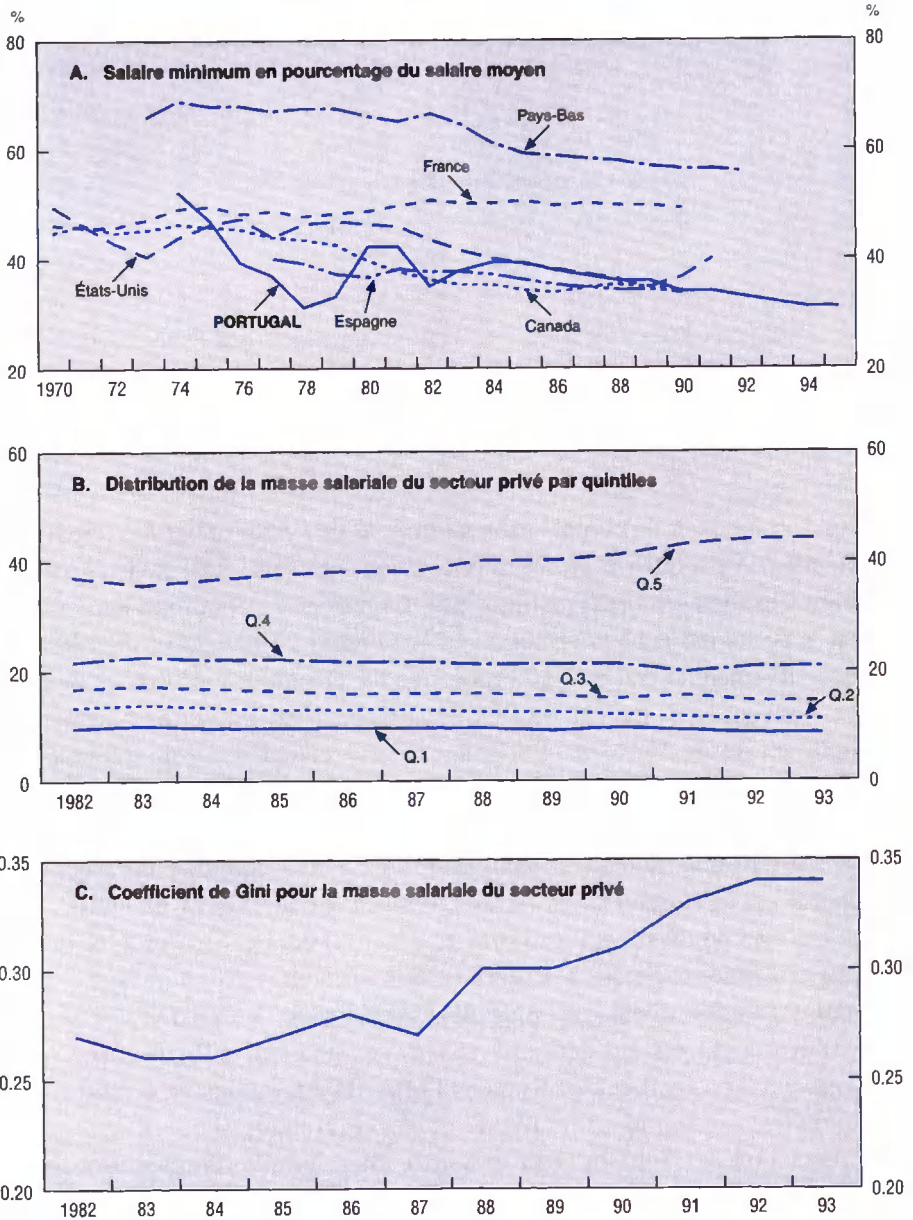 % %
80 80
A. Salaire minimum en pourcentage du salaire moyen
Pays-Bas
60 60
France
40 40
États-Unis
PORTUGAL Espagne Canada
20 20
1970 72 74 76 78 80 82 84 86 88 90 92 94
60 60
B. Distribution de la masse salariale du secteur privé par quintiles
40 40
Q.5
Q.4
20 20
Q.3
Q.2
Q.1
0 0
1982 83 84 85 86 87 88 89 90 91 92 93
0.35 0.35
C. Coefficient de Gini pour la masse salariale du secteur privé
0.30 0.30
0.25 0.25
0.20 0.20
1982 83 84 85 86 87 88 89 90 91 92 93